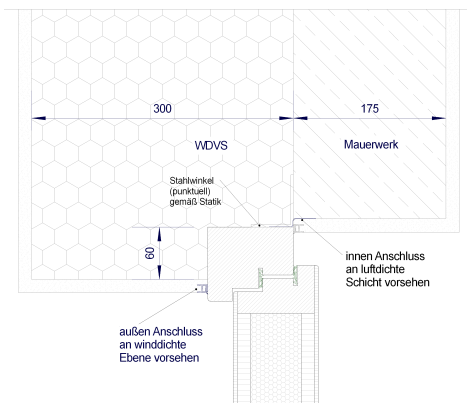 300
175
WDVS
Mauerwerk
Stahlwinkel
(punktuell)
gemäß Statik
60
innen Anschluss
an luftdichte
Schicht vorsehen
außen Anschluss
an winddichte
Ebene vorsehen